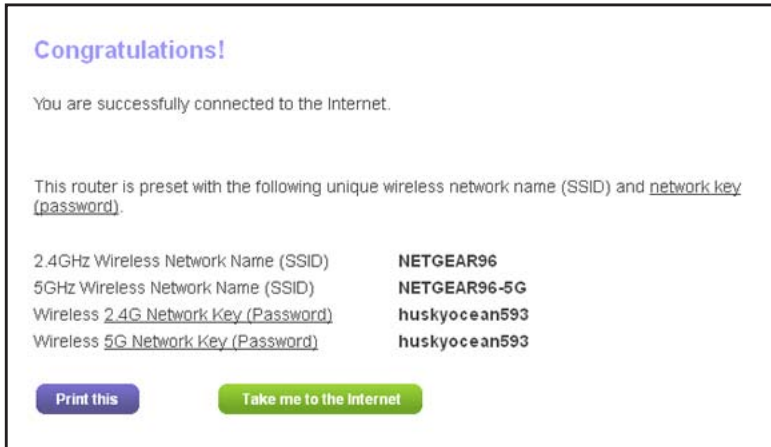 Congratulations!
You are successfully connected to the Internet.
This router is preset with the following unique wireless network name (SSID) and network key
(password).
2.4GHz Wireless Network Name (SSID) NETGEAR96
5GHz Wireless Network Name (SSID) NETGEAR96-5G
Wireless 2.4G Network Key (Password) huskyocean593
Wireless 5G Network Key (Password) huskyocean593
Print this Take me to the Internet